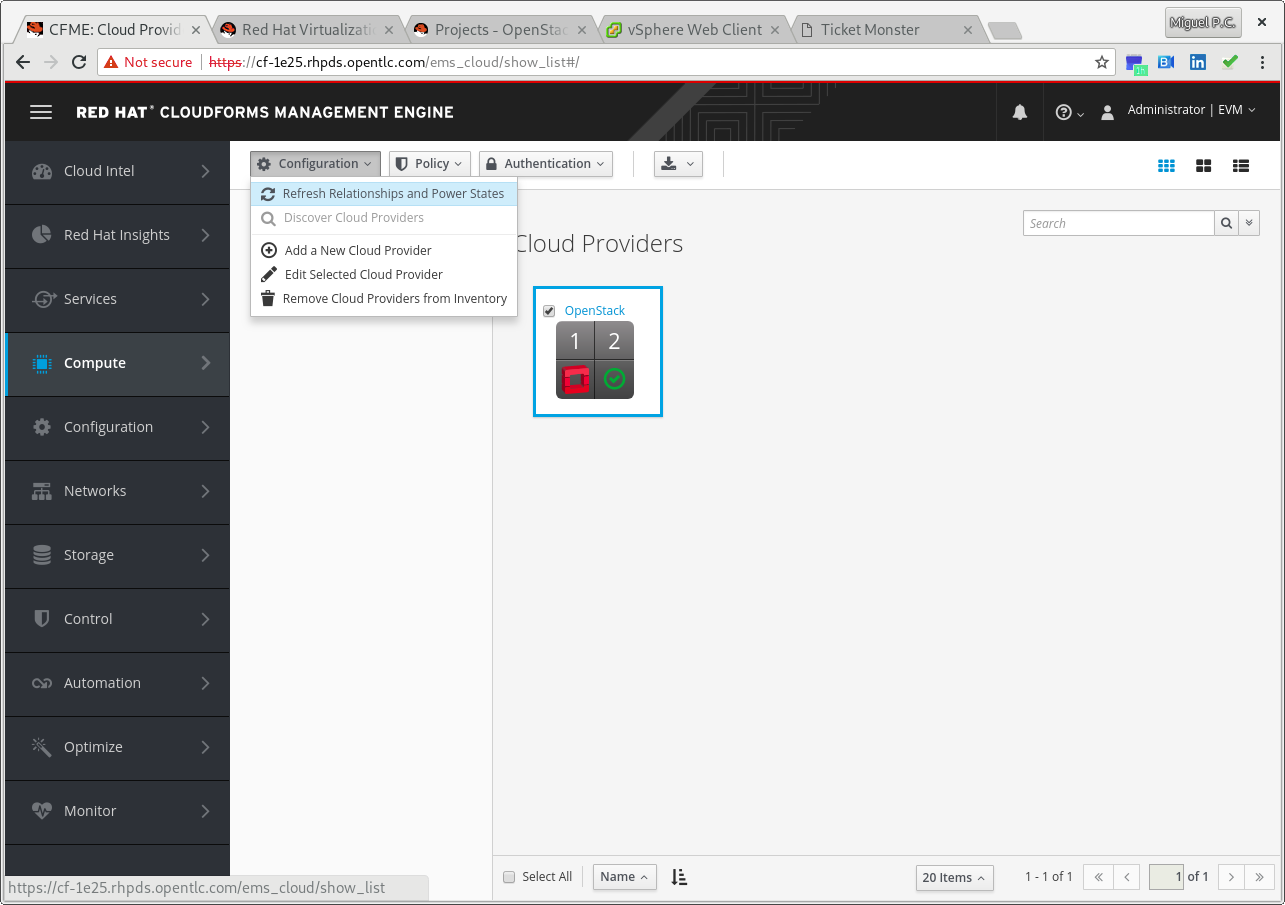 CFME: Cloud Provid
Red Hat Virtualizati
Projects - OpenStac
vSphere Web Client
Ticket Monster
Miguel P.C.
Not secure
https://cf-1e25.rhpds.opentlc.com/ems_cloud/show_list#/
1h
B
in
RED HAT® CLOUDFORMS MANAGEMENT ENGINE
Administrator | EVM
Cloud Intel
Red Hat Insights
Services
Compute
Configuration
Networks
Storage
Control
Automation
Optimize
Monitor
Configuration
Policy
Authentication
Refresh Relationships and Power States
Discover Cloud Providers
Add a New Cloud Provider
Edit Selected Cloud Provider
Remove Cloud Providers from Inventory
Cloud Providers
Search
OpenStack
1 2
Select All
Name
20 Items
1 - 1 of 1
1 of 1
https://cf-1e25.rhpds.opentlc.com/ems_cloud/show_list